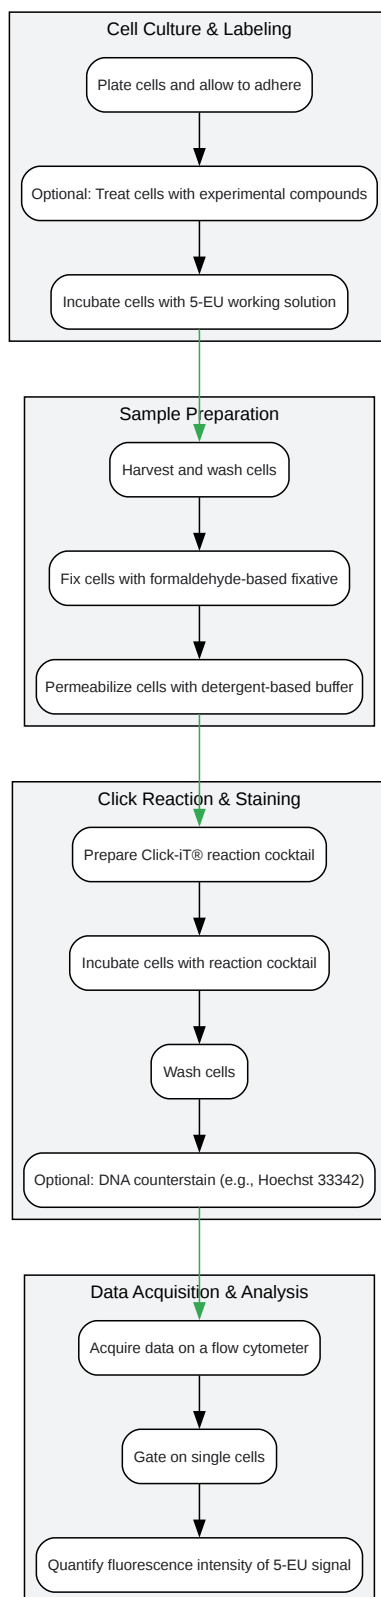 Cell Culture & Labeling
Plate cells and allow to adhere
Optional: Treat cells with experimental compounds
Incubate cells with 5-EU working solution
Sample Preparation
Harvest and wash cells
Fix cells with formaldehyde-based fixative
Permeabilize cells with detergent-based buffer
Click Reaction & Staining
Prepare Click-iT® reaction cocktail
Incubate cells with reaction cocktail
Wash cells
Optional: DNA counterstain (e.g., Hoechst 33342)
Data Acquisition & Analysis
Acquire data on a flow cytometer
Gate on single cells
Quantify fluorescence intensity of 5-EU signal